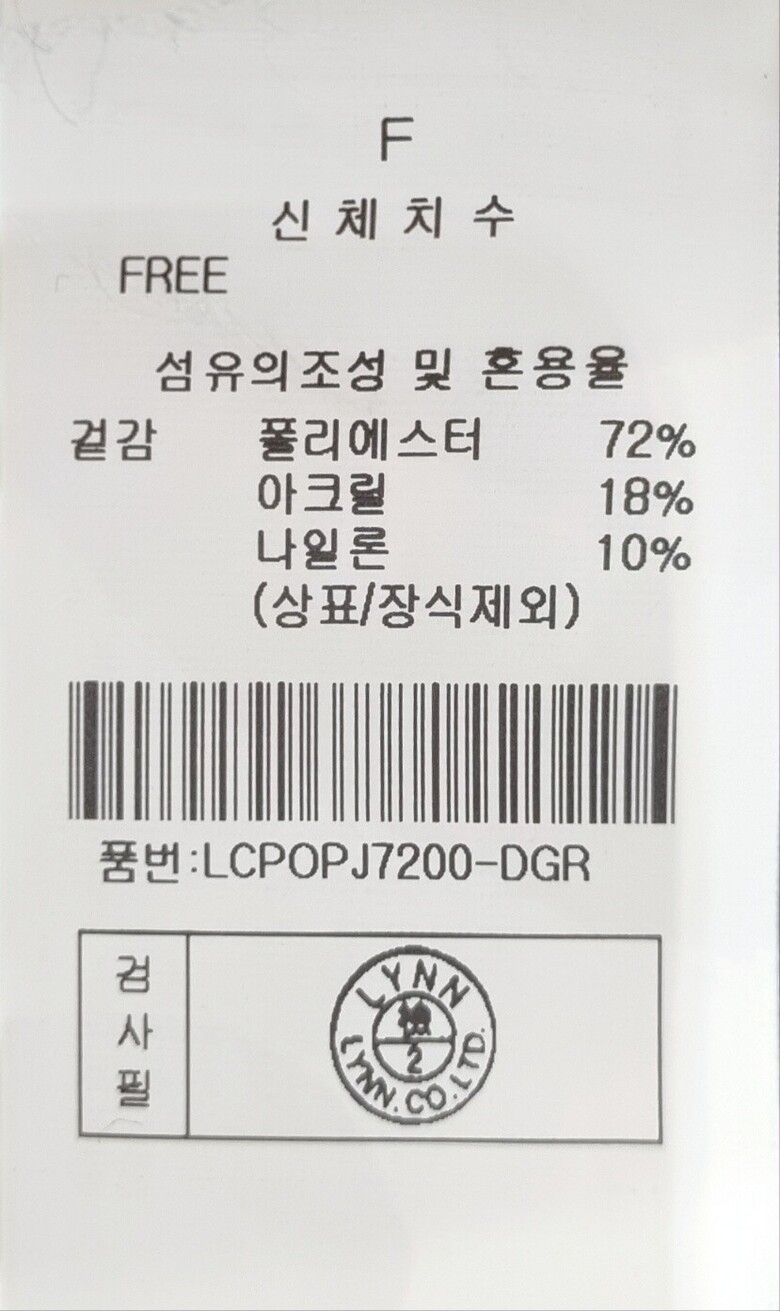 F
신체치수
FREE
섬유의조성 및 혼용율
겉감 폴리에스터 72%
아크릴 18%
나일론 10%
(상표/장식제외)
품번:LCPOPJ7200-DGR
검사필
LYNN
檢
2
LYNN.CO.LTD.